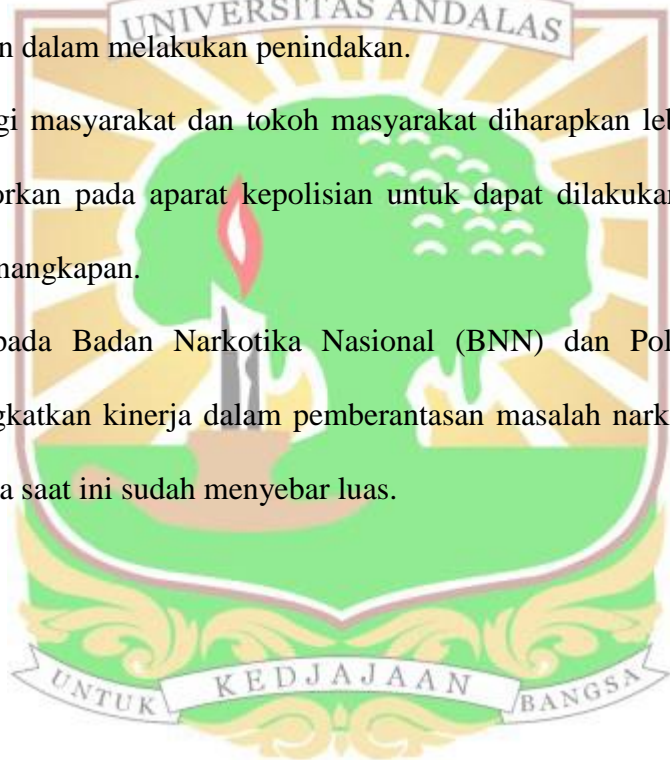 UNIVERSITAS ANDALAS
n dalam melakukan penindakan.
gi masyarakat dan tokoh masyarakat diharapkan leb
orkan pada aparat kepolisian untuk dapat dilakukan
nangkapan.
pada Badan Narkotika Nasional (BNN) dan Pol
gkatkan kinerja dalam pemberantasan masalah nark
a saat ini sudah menyebar luas.
UNTUK KEDJAJAAN BANGSA